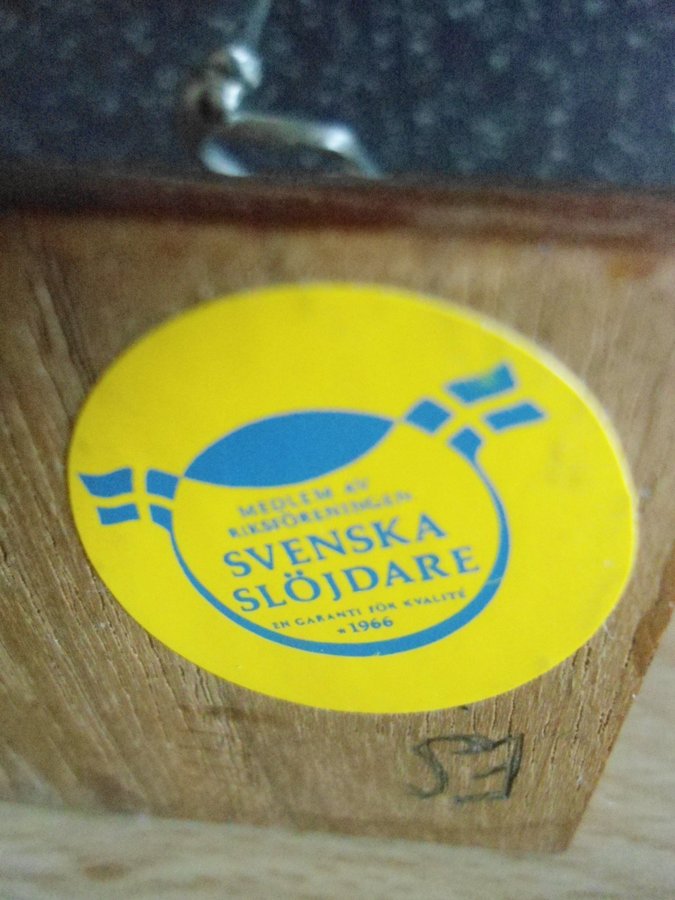 MEDLEM AV
RIKSFÖRENINGEN
SVENSKA
SLÖJDARE
EN GARANTI FÖR KVALITÉ
*1966